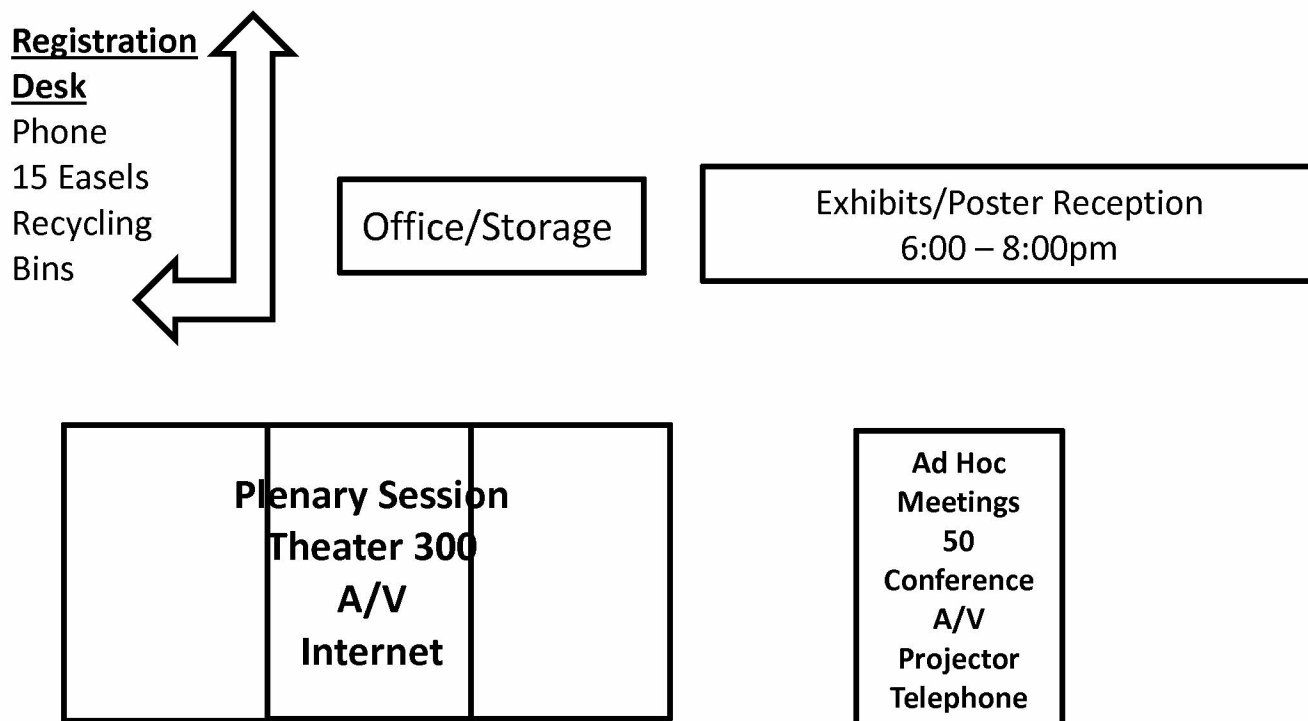 Registration
Desk
Phone
15 Easels
Recycling
Bins
Office/Storage
Exhibits/Poster Reception
6:00 – 8:00pm
Plenary Session
Theater 300
A/V
Internet
Ad Hoc
Meetings
50
Conference
A/V
Projector
Telephone